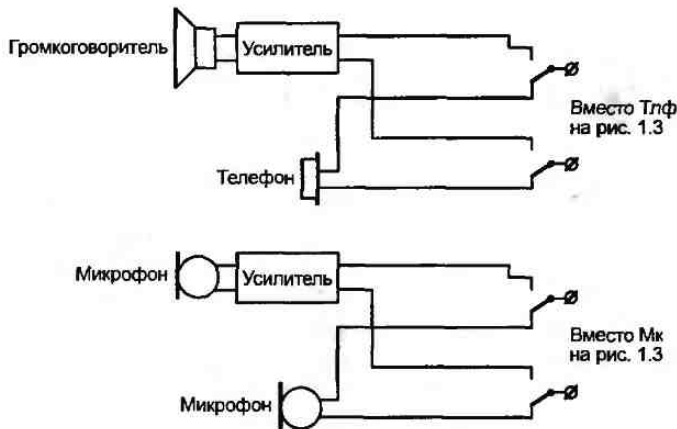 Громкоговоритель
Усилитель
Вместо Тлф
на рис. 1.3
Телефон
Микрофон
Усилитель
Вместо Мк
на рис. 1.3
Микрофон